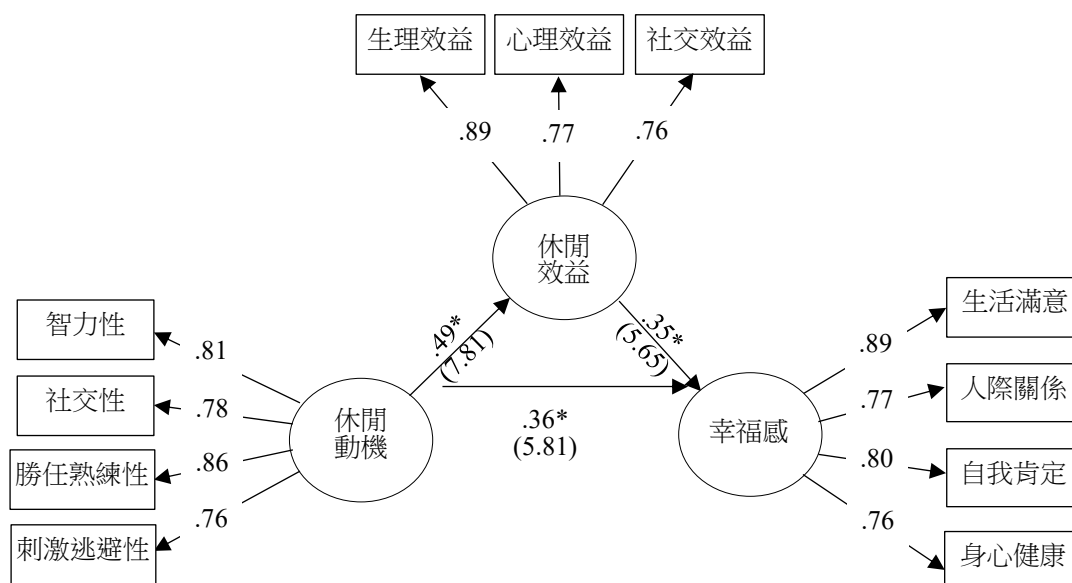 生理效益
心理效益
社交效益
.89
.77
.76
休閒
效益
智力性
社交性
勝任熟練性
刺激逃避性
.81
.78
.86
.76
休閒
動機
.49*
(7.81)
.35*
(5.65)
.36*
(5.81)
幸福感
.89
.77
.80
.76
生活滿意
人際關係
自我肯定
身心健康